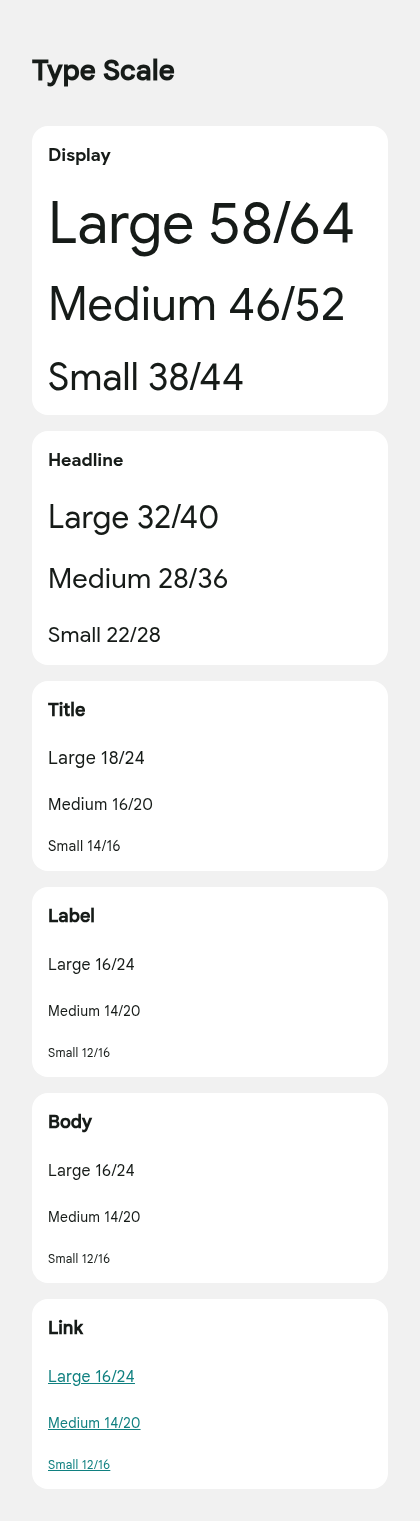 Type Scale
Display
Large 58/64
Medium 46/52
Small 38/44
Headline
Large 32/40
Medium 28/36
Small 22/28
Title
Large 18/24
Medium 16/20
Small 14/16
Label
Large 16/24
Medium 14/20
Small 12/16
Body
Large 16/24
Medium 14/20
Small 12/16
Link
Large 16/24
Medium 14/20
Small 12/16